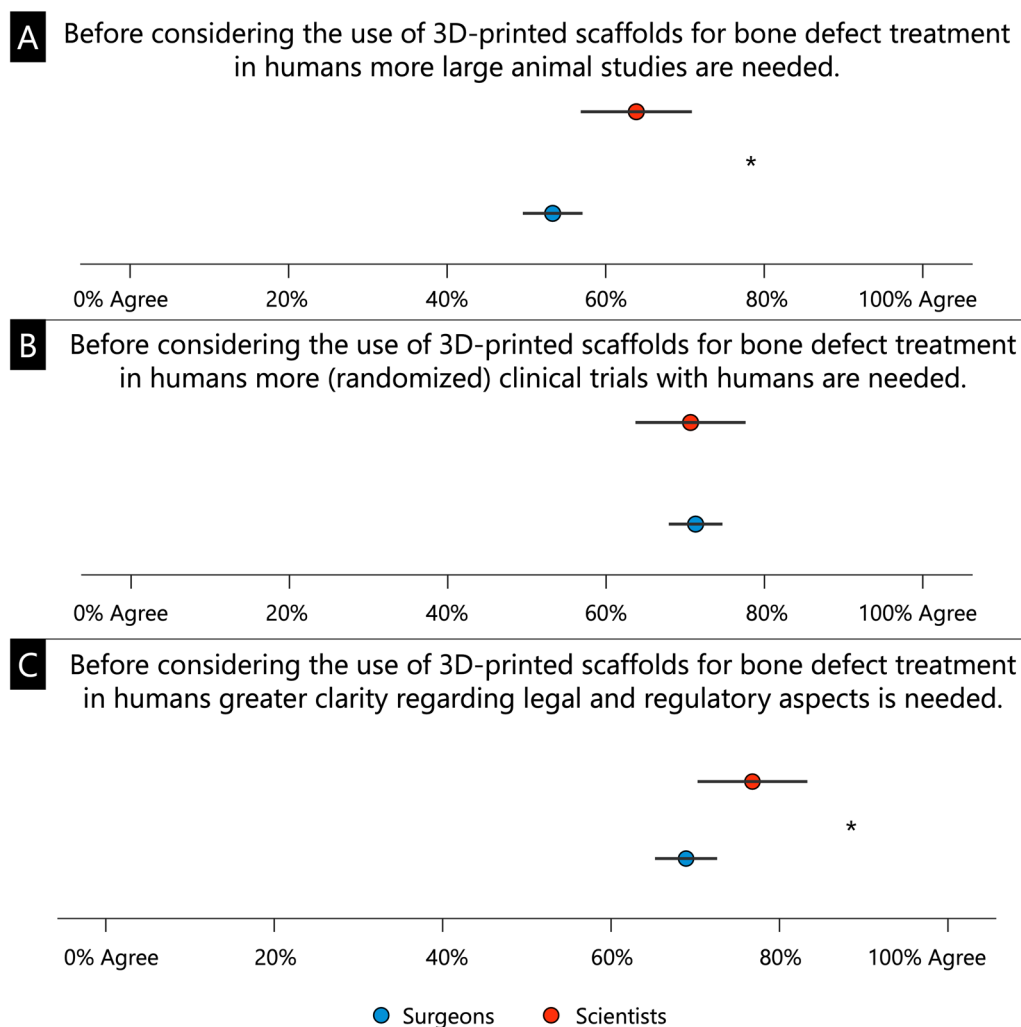 A
Before considering the use of 3D-printed scaffolds for bone defect treatment
in humans more large animal studies are needed.
*
0% Agree 20% 40% 60% 80% 100% Agree
B
Before considering the use of 3D-printed scaffolds for bone defect treatment
in humans more (randomized) clinical trials with humans are needed.
0% Agree 20% 40% 60% 80% 100% Agree
C
Before considering the use of 3D-printed scaffolds for bone defect treatment
in humans greater clarity regarding legal and regulatory aspects is needed.
*
0% Agree 20% 40% 60% 80% 100% Agree
Surgeons Scientists